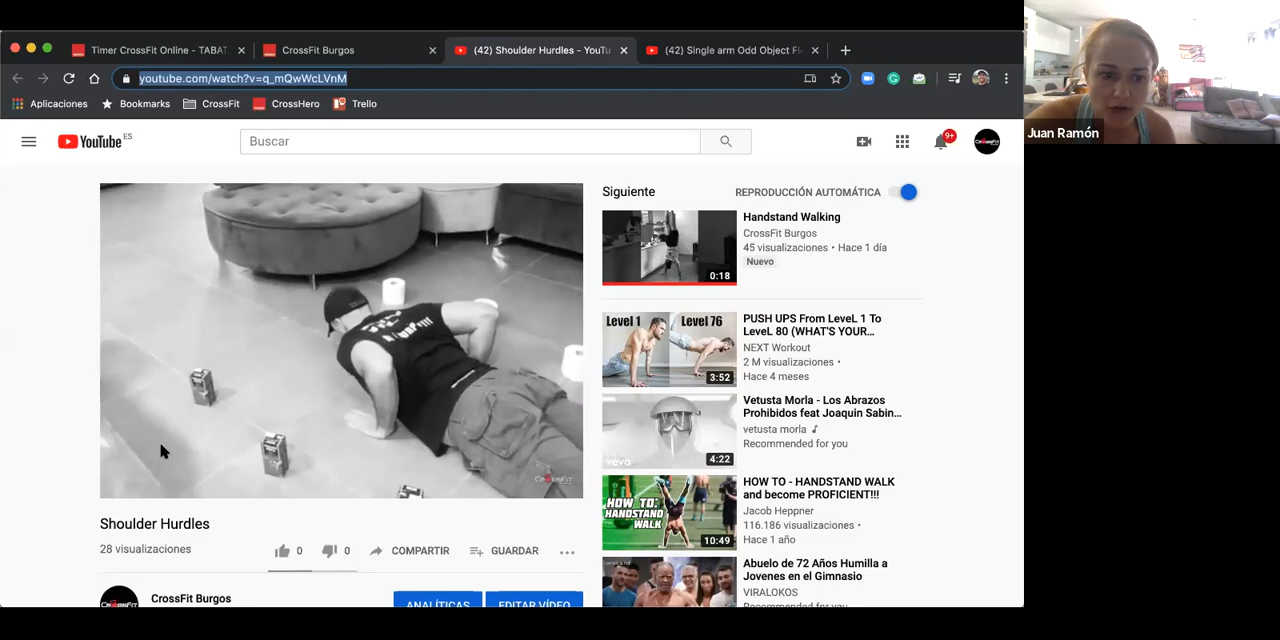 Timer CrossFit Online - TABAT
CrossFit Burgos
(42) Shoulder Hurdles - YouTu
(42) Single arm Odd Object Fl
youtube.com/watch?v=q_mQwWcLVnM
Aplicaciones
Bookmarks
CrossFit
CrossHero
Trello
YouTube ES
Buscar
9+
Juan Ramón
Siguiente
REPRODUCCIÓN AUTOMÁTICA
Handstand Walking
CrossFit Burgos
45 visualizaciones • Hace 1 día
Nuevo
0:18
Level 1 Level 76
3:52
PUSH UPS From LeveL 1 To
LeveL 80 (WHAT'S YOUR...
NEXT Workout
2 M visualizaciones •
Hace 4 meses
vevo
4:22
Vetusta Morla - Los Abrazos
Prohibidos feat Joaquin Sabin...
vetusta morla
Recommended for you
HOW TO:
HANDSTAND
WALK
10:49
HOW TO - HANDSTAND WALK
and become PROFICIENT!!!
Jacob Heppner
116.186 visualizaciones •
Hace 1 año
Abuelo de 72 Años Humilla a
Jovenes en el Gimnasio
VIRALOKOS
Recommended for you
Shoulder Hurdles
28 visualizaciones
0
0
COMPARTIR
GUARDAR
CrossFit
CrossFit Burgos
ANALÍTICAS
EDITAR VÍDEO